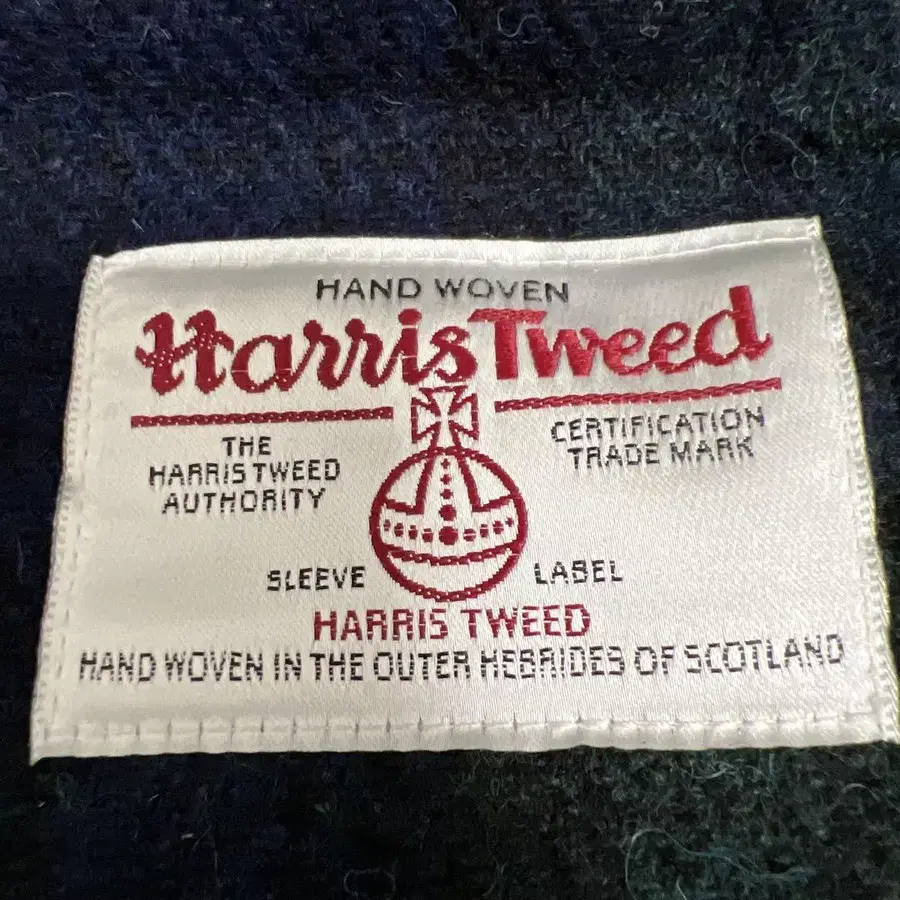 HAND WOVEN
Harris Tweed
THE
HARRIS TWEED
AUTHORITY
CERTIFICATION
TRADE MARK
SLEEVE LABEL
HARRIS TWEED
HAND WOVEN IN THE OUTER HEBRIDES OF SCOTLAND